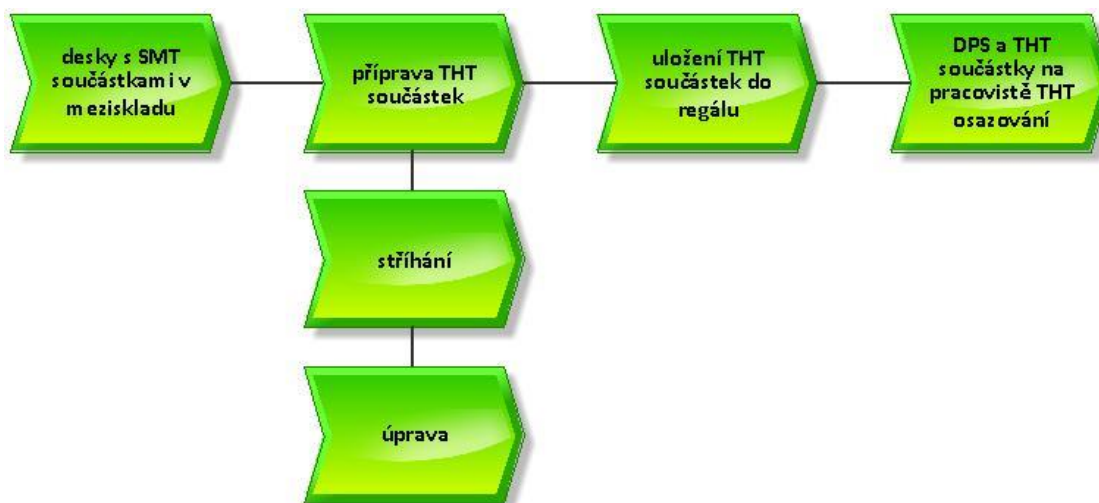 desky s SMT
součástkami v
meziskladu
příprava THT
součástek
uložení THT
součástek do
regálu
DPS a THT
součástky na
pracovistě THT
osazování
stříhání
úprava